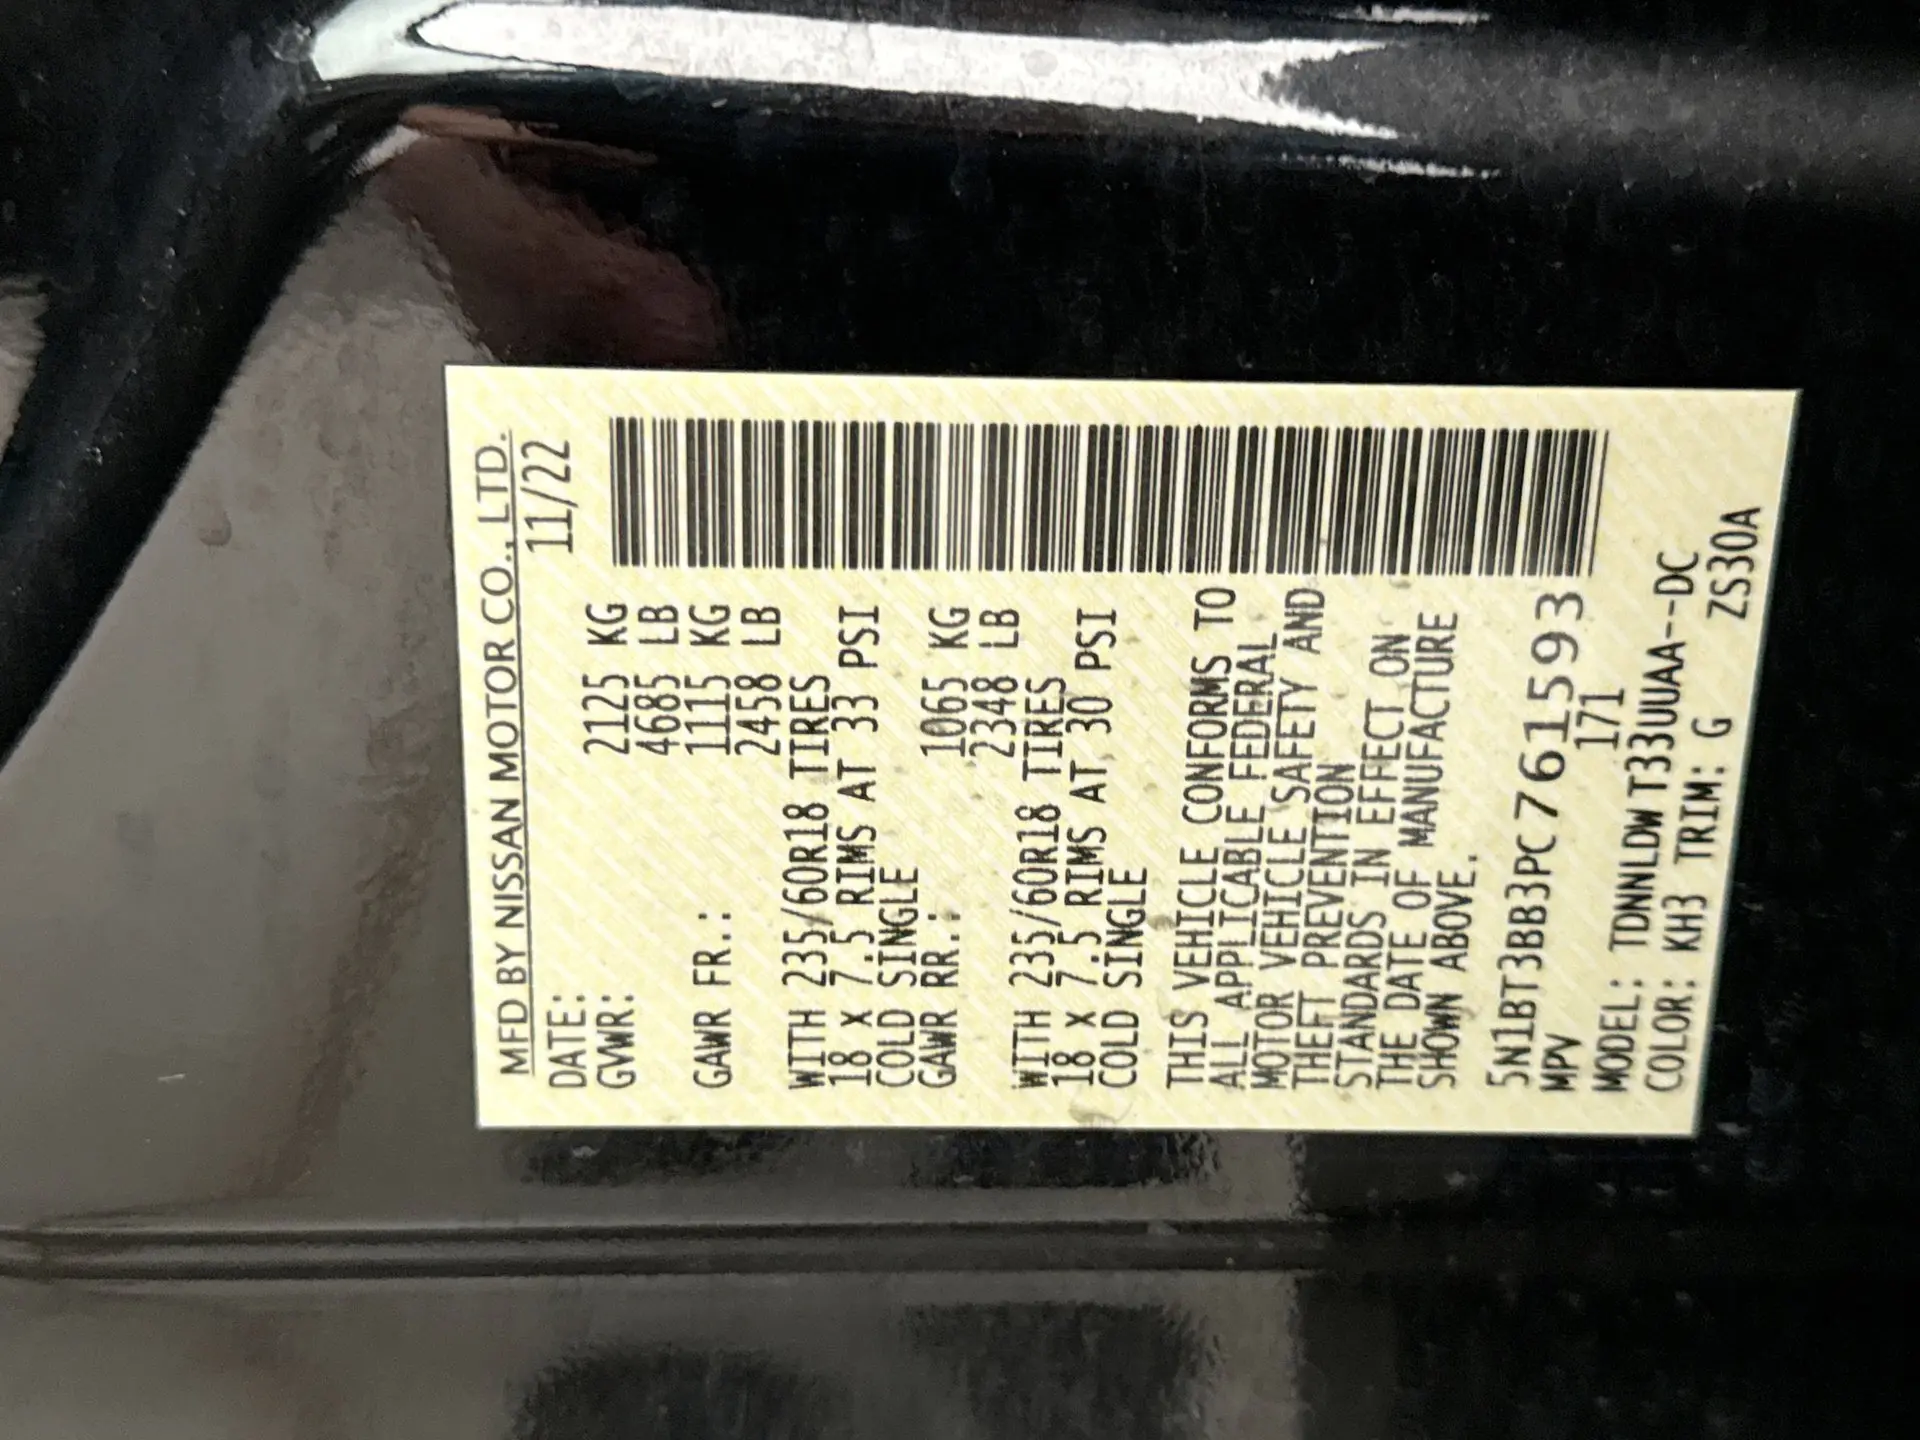 MFD BY NISSAN MOTOR CO., LTD.
DATE: 11/22
GVWR: 2125 KG
4685 LB
GAWR FR.: 1115 KG
2458 LB
WITH 235/60R18 TIRES
18 X 7.5 RIMS AT 33 PSI
COLD SINGLE
GAWR RR.: 1065 KG
2348 LB
WITH 235/60R18 TIRES
18 X 7.5 RIMS AT 30 PSI
COLD SINGLE
THIS VEHICLE CONFORMS TO
ALL APPLICABLE FEDERAL
MOTOR VEHICLE SAFETY AND
THEFT PREVENTION
STANDARDS IN EFFECT ON
THE DATE OF MANUFACTURE
SHOWN ABOVE.
5N1BT3BB3PC761593
MPV 171
MODEL: TDNNLDW T33UUAA--DC
COLOR: KH3 TRIM: G ZS30A